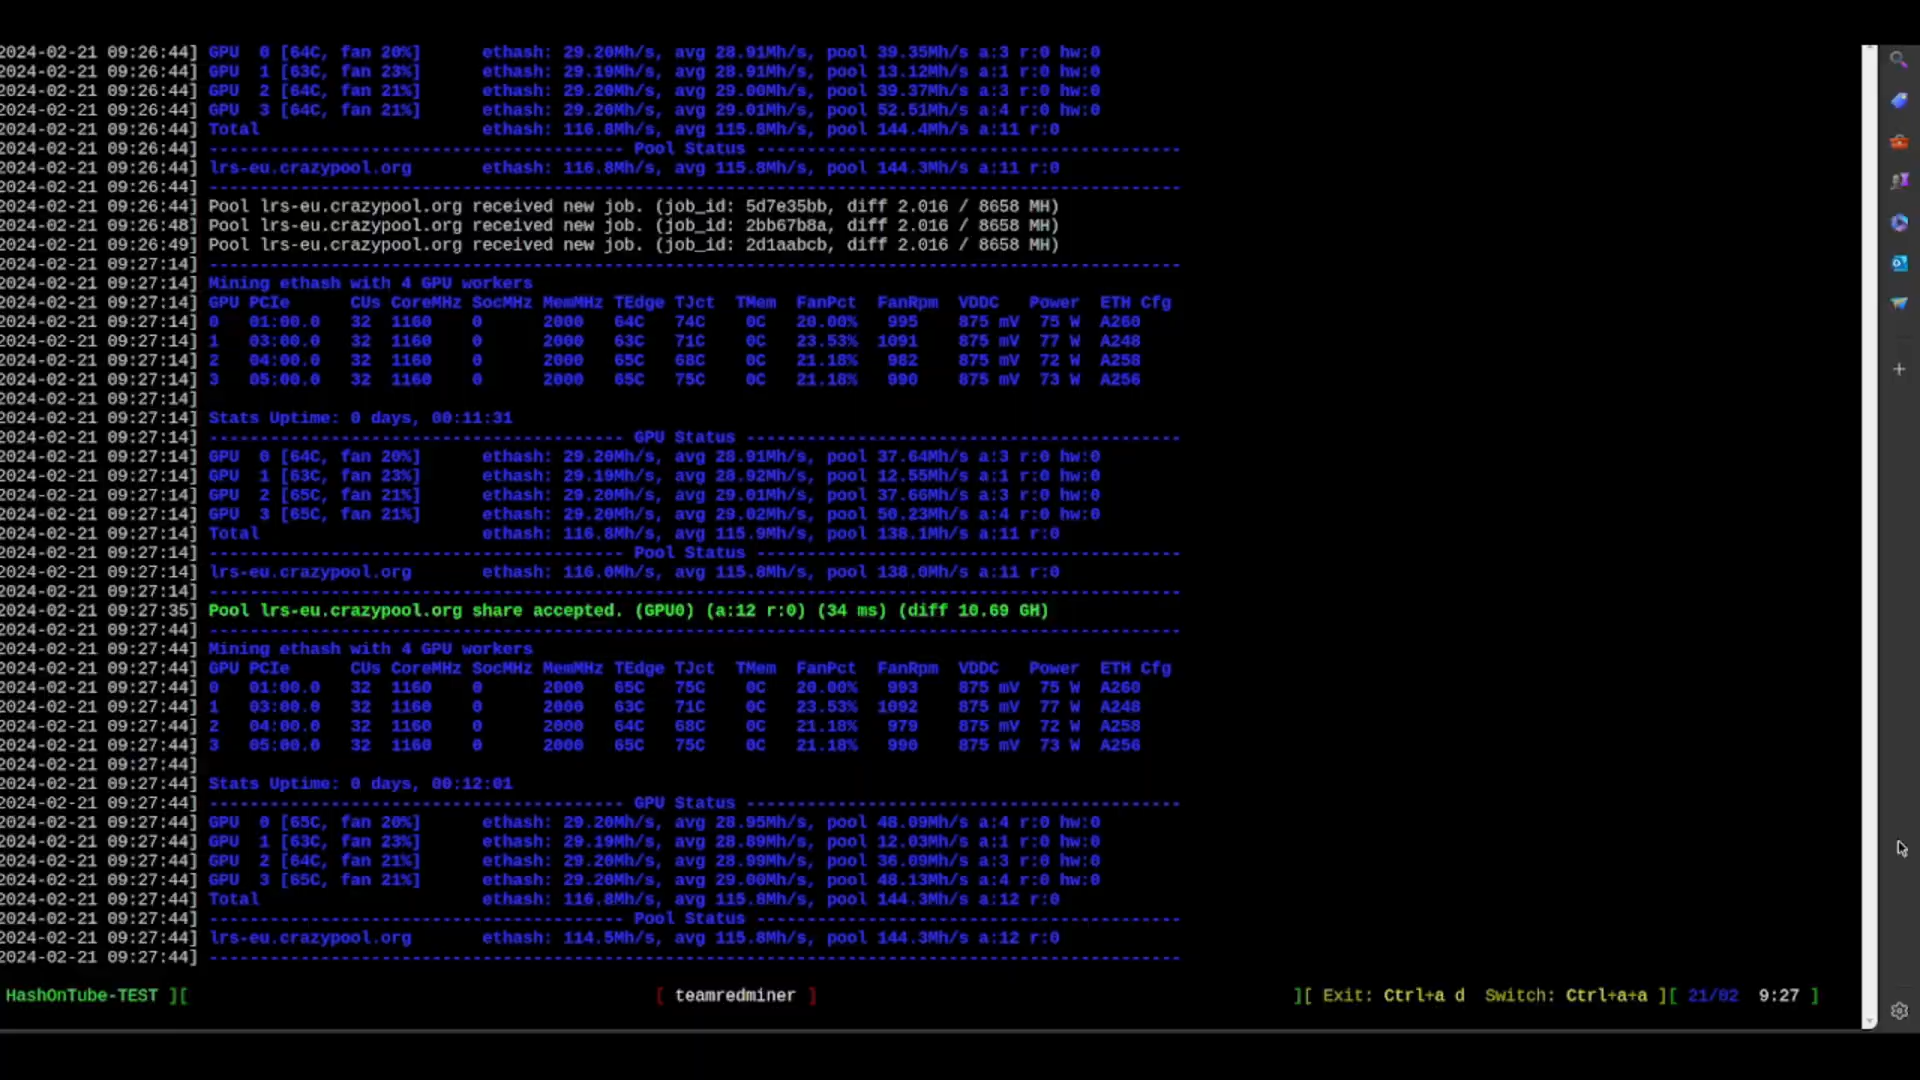 2024-02-21 09:26:44] GPU 0 [64C, fan 20%] ethash: 29.20Mh/s, avg 28.91Mh/s, pool 39.35Mh/s a:3 r:0 hw:0
2024-02-21 09:26:44] GPU 1 [63C, fan 23%] ethash: 29.19Mh/s, avg 28.91Mh/s, pool 13.12Mh/s a:1 r:0 hw:0
2024-02-21 09:26:44] GPU 2 [64C, fan 21%] ethash: 29.20Mh/s, avg 29.00Mh/s, pool 39.37Mh/s a:3 r:0 hw:0
2024-02-21 09:26:44] GPU 3 [64C, fan 21%] ethash: 29.20Mh/s, avg 29.01Mh/s, pool 52.51Mh/s a:4 r:0 hw:0
2024-02-21 09:26:44] Total ethash: 116.8Mh/s, avg 115.8Mh/s, pool 144.4Mh/s a:11 r:0
2024-02-21 09:26:44] ----------------------------------------- Pool Status ------------------------------------------
2024-02-21 09:26:44] lrs-eu.crazypool.org ethash: 116.8Mh/s, avg 115.8Mh/s, pool 144.3Mh/s a:11 r:0
2024-02-21 09:26:44] ------------------------------------------------------------------------------------------------
2024-02-21 09:26:44] Pool lrs-eu.crazypool.org received new job. (job_id: 5d7e35bb, diff 2.016 / 8658 MH)
2024-02-21 09:26:48] Pool lrs-eu.crazypool.org received new job. (job_id: 2bb67b8a, diff 2.016 / 8658 MH)
2024-02-21 09:26:49] Pool lrs-eu.crazypool.org received new job. (job_id: 2d1aabcb, diff 2.016 / 8658 MH)
2024-02-21 09:27:14] ------------------------------------------------------------------------------------------------
2024-02-21 09:27:14] Mining ethash with 4 GPU workers
2024-02-21 09:27:14] GPU PCIe CUs CoreMHz SocMHz MemMHz TEdge TJct TMem FanPct FanRpm VDDC Power ETH Cfg
2024-02-21 09:27:14] 0 01:00.0 32 1160 0 2000 64C 74C 0C 20.00% 995 875 mV 75 W A260
2024-02-21 09:27:14] 1 03:00.0 32 1160 0 2000 63C 71C 0C 23.53% 1091 875 mV 77 W A248
2024-02-21 09:27:14] 2 04:00.0 32 1160 0 2000 65C 68C 0C 21.18% 982 875 mV 72 W A258
2024-02-21 09:27:14] 3 05:00.0 32 1160 0 2000 65C 75C 0C 21.18% 990 875 mV 73 W A256
2024-02-21 09:27:14]
2024-02-21 09:27:14] Stats Uptime: 0 days, 00:11:31
2024-02-21 09:27:14] ----------------------------------------- GPU Status -------------------------------------------
2024-02-21 09:27:14] GPU 0 [64C, fan 20%] ethash: 29.20Mh/s, avg 28.91Mh/s, pool 37.64Mh/s a:3 r:0 hw:0
2024-02-21 09:27:14] GPU 1 [63C, fan 23%] ethash: 29.19Mh/s, avg 28.92Mh/s, pool 12.55Mh/s a:1 r:0 hw:0
2024-02-21 09:27:14] GPU 2 [65C, fan 21%] ethash: 29.20Mh/s, avg 29.01Mh/s, pool 37.66Mh/s a:3 r:0 hw:0
2024-02-21 09:27:14] GPU 3 [65C, fan 21%] ethash: 29.20Mh/s, avg 29.02Mh/s, pool 50.23Mh/s a:4 r:0 hw:0
2024-02-21 09:27:14] Total ethash: 116.8Mh/s, avg 115.9Mh/s, pool 138.1Mh/s a:11 r:0
2024-02-21 09:27:14] ----------------------------------------- Pool Status ------------------------------------------
2024-02-21 09:27:14] lrs-eu.crazypool.org ethash: 116.0Mh/s, avg 115.8Mh/s, pool 138.0Mh/s a:11 r:0
2024-02-21 09:27:14] ------------------------------------------------------------------------------------------------
2024-02-21 09:27:35] Pool lrs-eu.crazypool.org share accepted. (GPU0) (a:12 r:0) (34 ms) (diff 10.69 GH)
2024-02-21 09:27:44] ------------------------------------------------------------------------------------------------
2024-02-21 09:27:44] Mining ethash with 4 GPU workers
2024-02-21 09:27:44] GPU PCIe CUs CoreMHz SocMHz MemMHz TEdge TJct TMem FanPct FanRpm VDDC Power ETH Cfg
2024-02-21 09:27:44] 0 01:00.0 32 1160 0 2000 65C 75C 0C 20.00% 993 875 mV 75 W A260
2024-02-21 09:27:44] 1 03:00.0 32 1160 0 2000 63C 71C 0C 23.53% 1092 875 mV 77 W A248
2024-02-21 09:27:44] 2 04:00.0 32 1160 0 2000 64C 68C 0C 21.18% 979 875 mV 72 W A258
2024-02-21 09:27:44] 3 05:00.0 32 1160 0 2000 65C 75C 0C 21.18% 990 875 mV 73 W A256
2024-02-21 09:27:44]
2024-02-21 09:27:44] Stats Uptime: 0 days, 00:12:01
2024-02-21 09:27:44] ----------------------------------------- GPU Status -------------------------------------------
2024-02-21 09:27:44] GPU 0 [65C, fan 20%] ethash: 29.20Mh/s, avg 28.95Mh/s, pool 48.09Mh/s a:4 r:0 hw:0
2024-02-21 09:27:44] GPU 1 [63C, fan 23%] ethash: 29.19Mh/s, avg 28.89Mh/s, pool 12.03Mh/s a:1 r:0 hw:0
2024-02-21 09:27:44] GPU 2 [64C, fan 21%] ethash: 29.20Mh/s, avg 28.99Mh/s, pool 36.09Mh/s a:3 r:0 hw:0
2024-02-21 09:27:44] GPU 3 [65C, fan 21%] ethash: 29.20Mh/s, avg 29.00Mh/s, pool 48.13Mh/s a:4 r:0 hw:0
2024-02-21 09:27:44] Total ethash: 116.8Mh/s, avg 115.8Mh/s, pool 144.3Mh/s a:12 r:0
2024-02-21 09:27:44] ----------------------------------------- Pool Status ------------------------------------------
2024-02-21 09:27:44] lrs-eu.crazypool.org ethash: 114.5Mh/s, avg 115.8Mh/s, pool 144.3Mh/s a:12 r:0
2024-02-21 09:27:44] ------------------------------------------------------------------------------------------------
HashOnTube-TEST ][ [ teamredminer ] ][ Exit: Ctrl+a d Switch: Ctrl+a+a ][ 21/02 9:27 ]